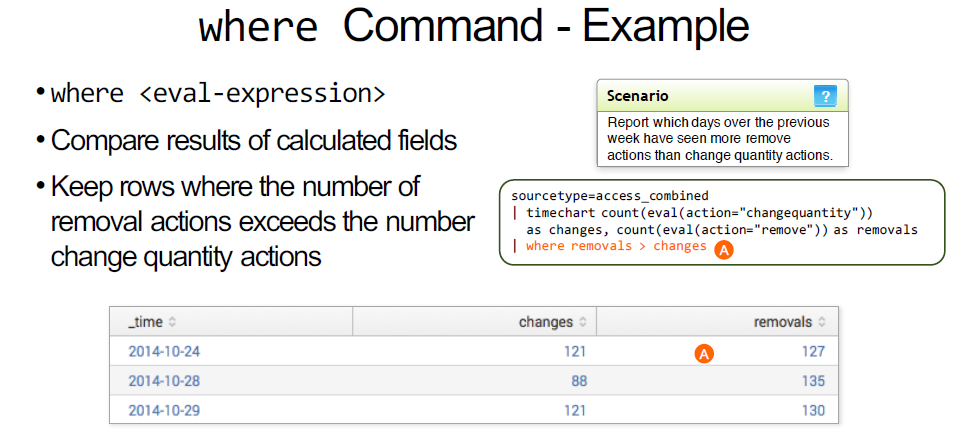 where Command - Example
• where <eval-expression>
• Compare results of calculated fields
• Keep rows where the number of
removal actions exceeds the number
change quantity actions
Scenario ?
Report which days over the previous
week have seen more remove
actions than change quantity actions.
sourcetype=access_combined
| timechart count(eval(action="changequantity"))
as changes, count(eval(action="remove")) as removals
| where removals > changes A
_time changes removals
2014-10-24 121 A 127
2014-10-28 88 135
2014-10-29 121 130